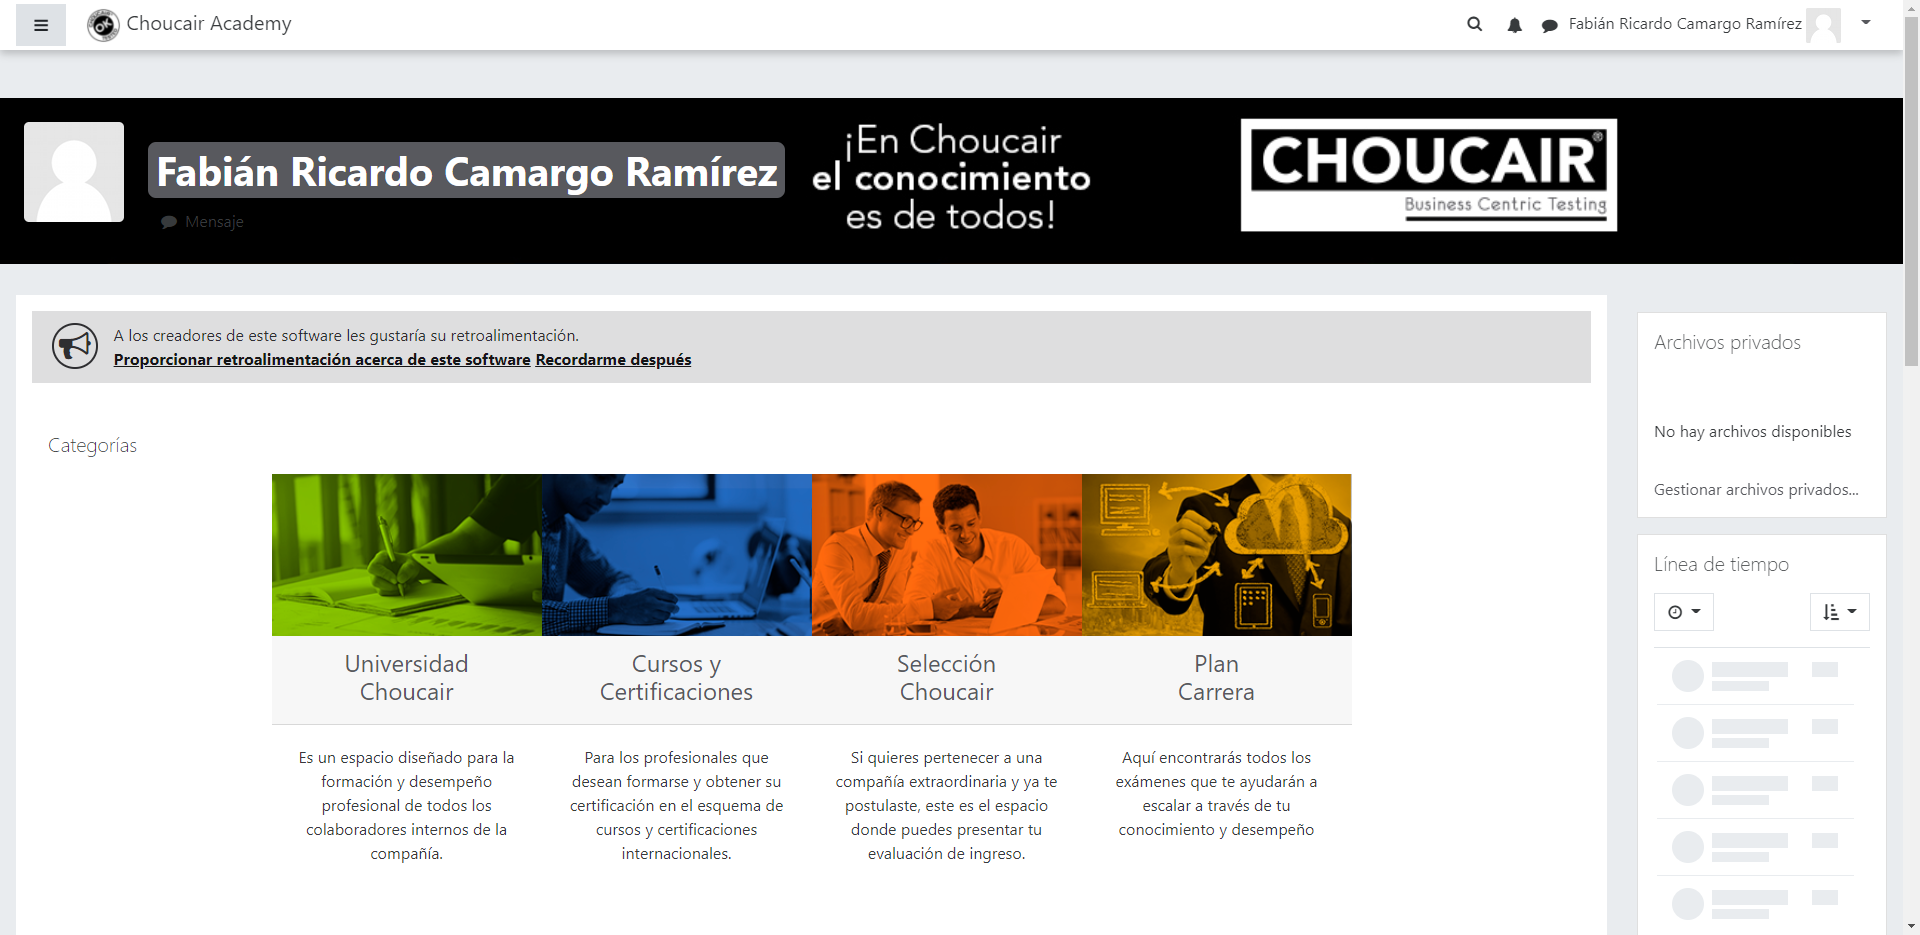 Choucair Academy
Fabián Ricardo Camargo Ramírez
Fabián Ricardo Camargo Ramírez
Mensaje
¡En Choucair
el conocimiento
es de todos!
CHOUCAIR®
Business Centric Testing
A los creadores de este software les gustaría su retroalimentación.
Proporcionar retroalimentación acerca de este software Recordarme después
Categorías
Universidad
Choucair
Es un espacio diseñado para la
formación y desempeño
profesional de todos los
colaboradores internos de la
compañía.
Cursos y
Certificaciones
Para los profesionales que
desean formarse y obtener su
certificación en el esquema de
cursos y certificaciones
internacionales.
Selección
Choucair
Si quieres pertenecer a una
compañía extraordinaria y ya te
postulaste, este es el espacio
donde puedes presentar tu
evaluación de ingreso.
Plan
Carrera
Aquí encontrarás todos los
exámenes que te ayudarán a
escalar a través de tu
conocimiento y desempeño
Archivos privados
No hay archivos disponibles
Gestionar archivos privados...
Línea de tiempo